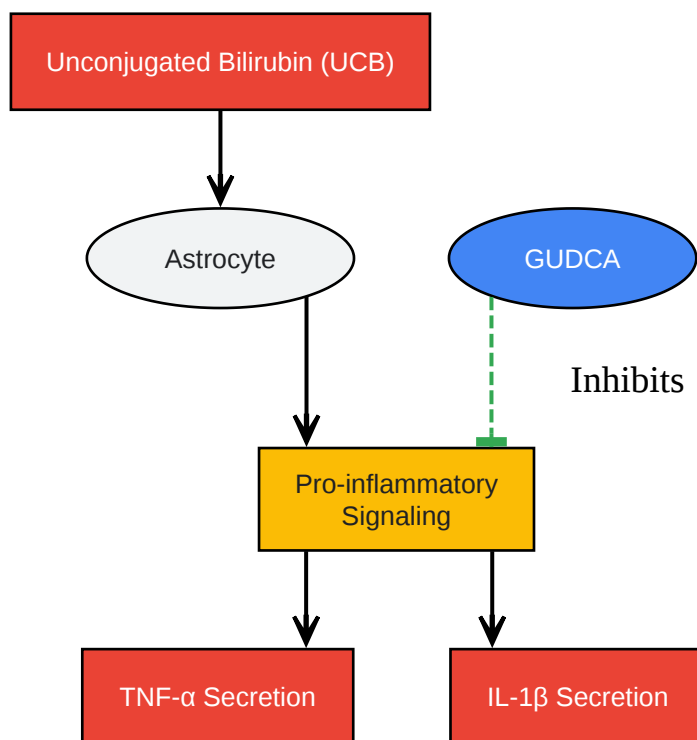 Unconjugated Bilirubin (UCB)
Astrocyte
GUDCA
Inhibits
Pro-inflammatory
Signaling
TNF-α Secretion
IL-1β Secretion